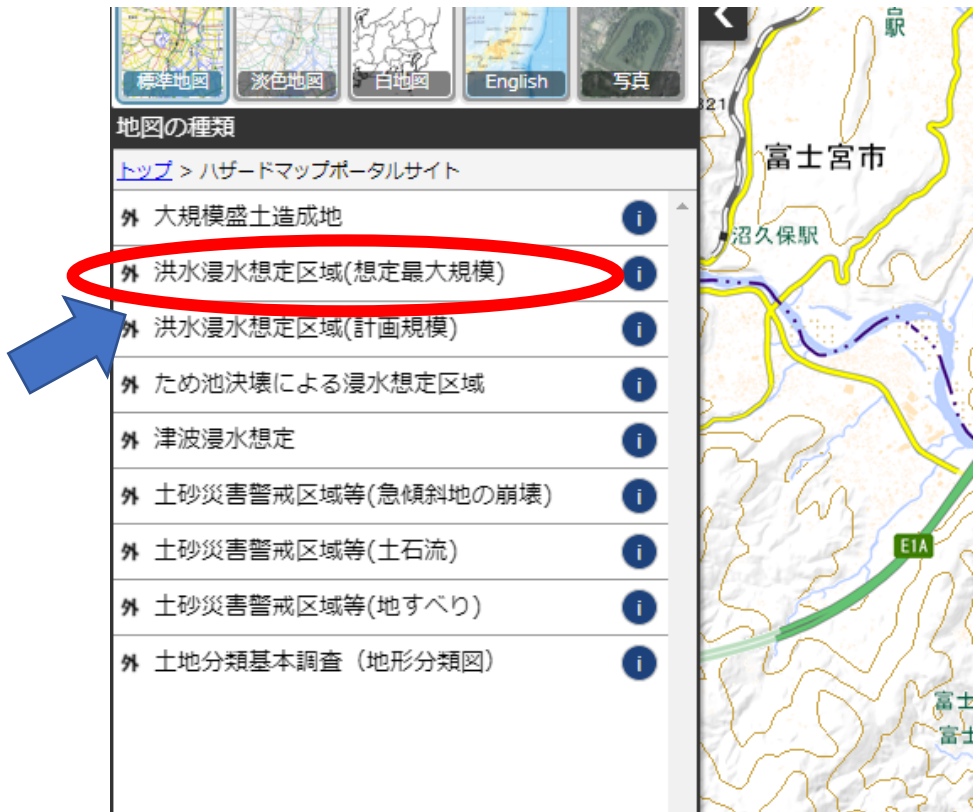 標準地図
淡色地図
白地図
English
写真
地図の種類
トップ > ハザードマップポータルサイト
外 大規模盛土造成地 i
外 洪水浸水想定区域(想定最大規模) i
外 洪水浸水想定区域(計画規模) i
外 ため池決壊による浸水想定区域 i
外 津波浸水想定 i
外 土砂災害警戒区域等(急傾斜地の崩壊) i
外 土砂災害警戒区域等(土石流) i
外 土砂災害警戒区域等(地すべり) i
外 土地分類基本調査（地形分類図） i
駅
321
富士宮市
沼久保駅
E1A
富士
富士